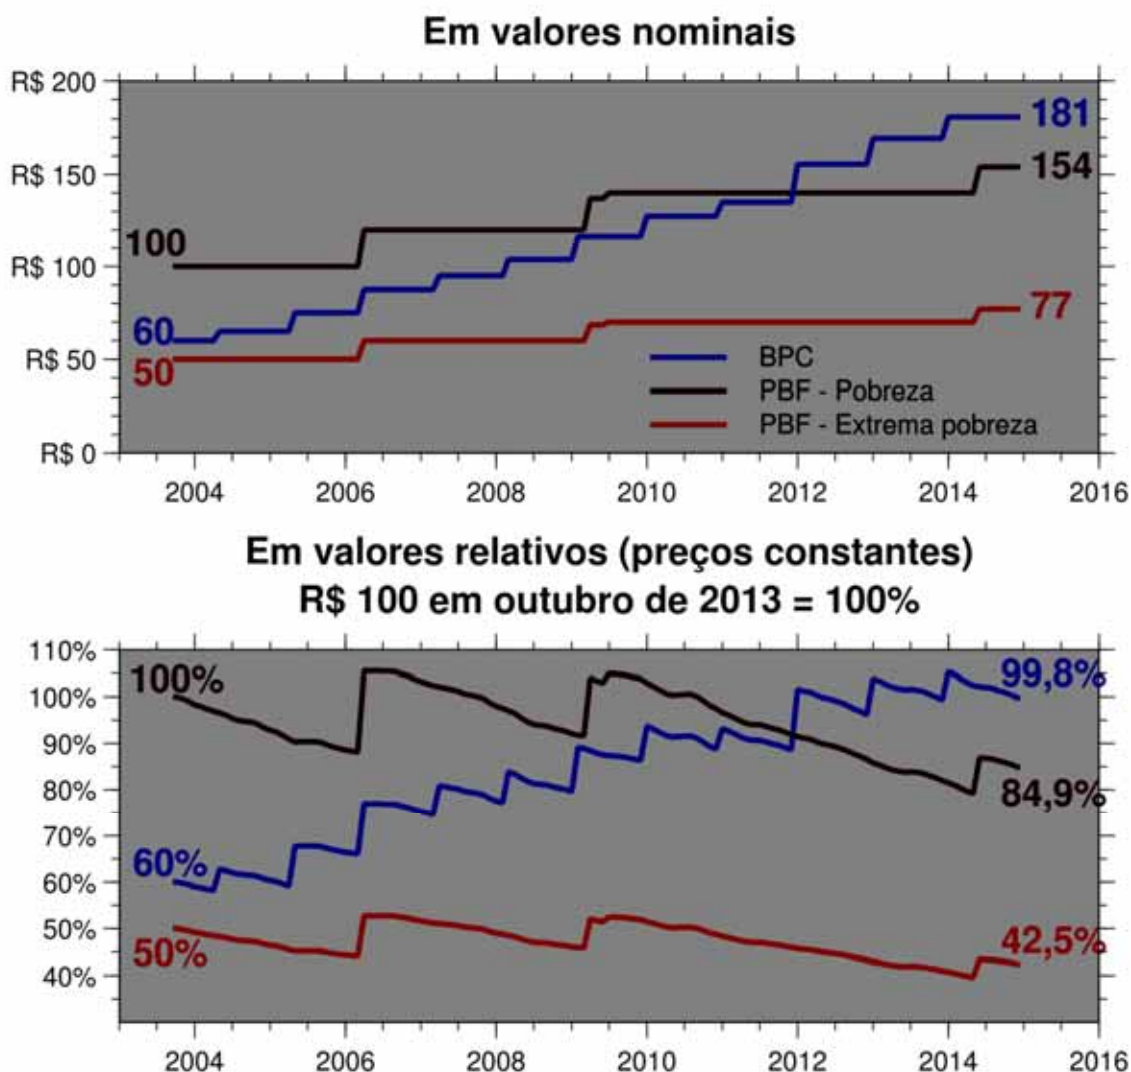 Em valores nominais
R$ 200
R$ 150
R$ 100
R$ 50
R$ 0
100
60
50
181
154
77
BPC
PBF - Pobreza
PBF - Extrema pobreza
2004 2006 2008 2010 2012 2014 2016
Em valores relativos (preços constantes)
R$ 100 em outubro de 2013 = 100%
110%
100%
90%
80%
70%
60%
50%
40%
100%
60%
50%
99,8%
84,9%
42,5%
2004 2006 2008 2010 2012 2014 2016